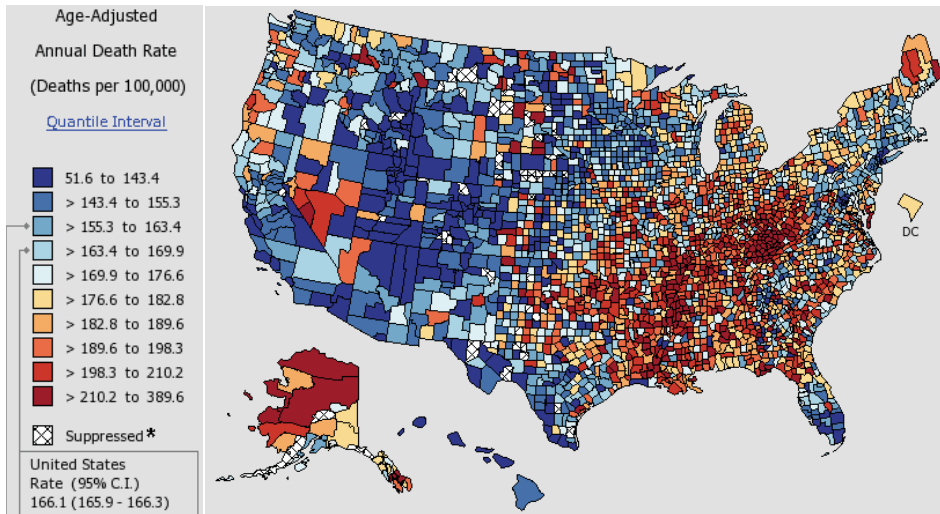 Age-Adjusted
Annual Death Rate
(Deaths per 100,000)
Quantile Interval
51.6 to 143.4
> 143.4 to 155.3
> 155.3 to 163.4
> 163.4 to 169.9
> 169.9 to 176.6
> 176.6 to 182.8
> 182.8 to 189.6
> 189.6 to 198.3
> 198.3 to 210.2
> 210.2 to 389.6
Suppressed*
United States
Rate (95% C.I.)
166.1 (165.9 - 166.3)
DC